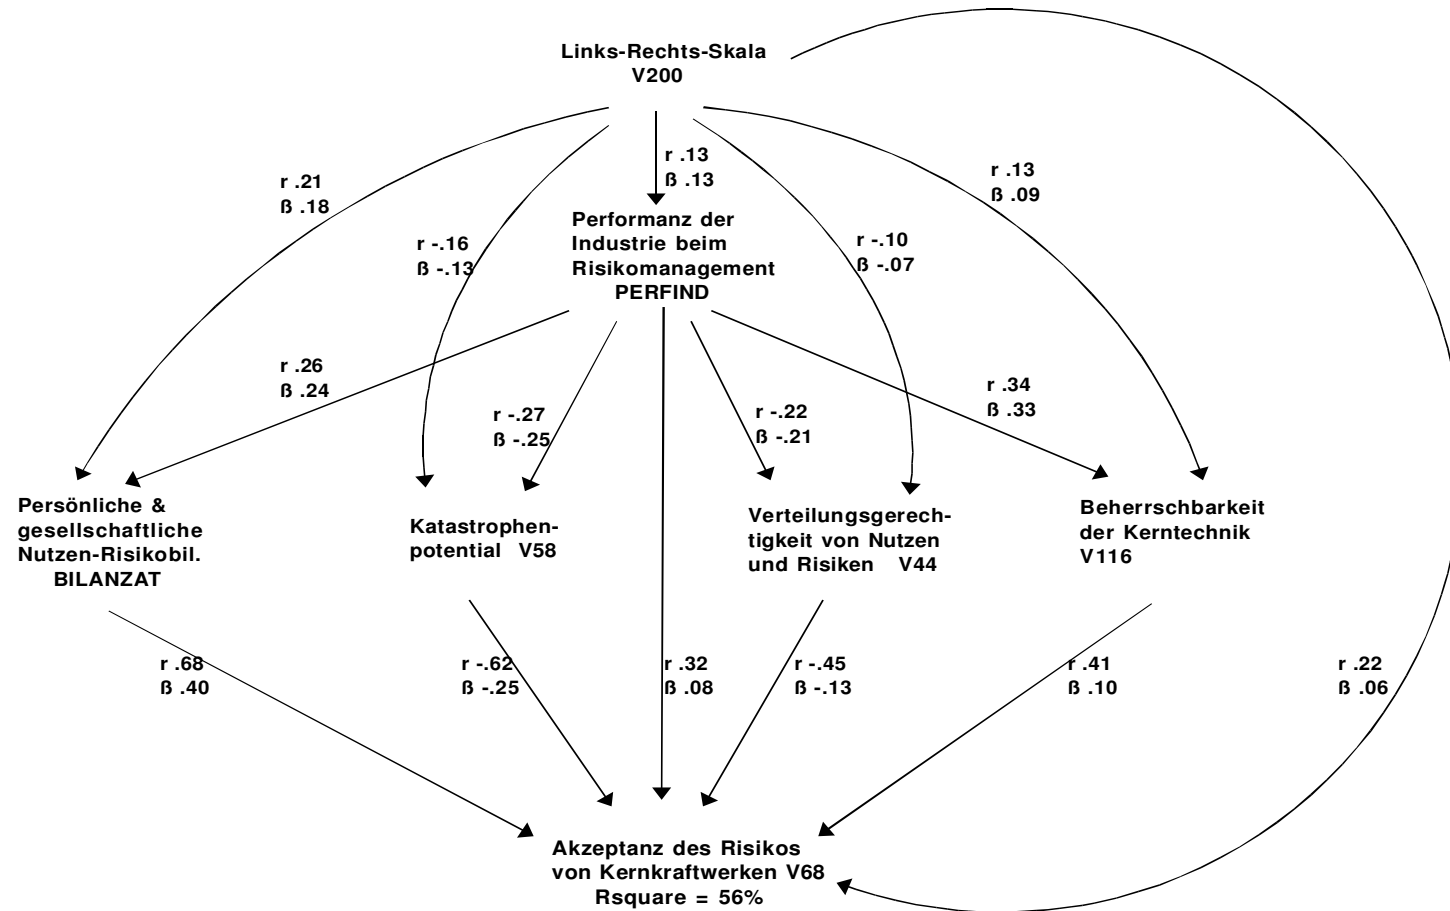 Links-Rechts-Skala
V200
r .13
ß .13
r .21
ß .18
r .13
ß .09
r -.16
ß -.13
r -.10
ß -.07
Performanz der
Industrie beim
Risikomanagement
PERFIND
r .26
ß .24
r -.27
ß -.25
r -.22
ß -.21
r .34
ß .33
Persönliche &
gesellschaftliche
Nutzen-Risikobil.
BILANZAT
Katastrophen-
potential V58
Verteilungsgerech-
tigkeit von Nutzen
und Risiken V44
Beherrschbarkeit
der Kerntechnik
V116
r .68
ß .40
r -.62
ß -.25
r .32
ß .08
r -.45
ß -.13
r .41
ß .10
r .22
ß .06
Akzeptanz des Risikos
von Kernkraftwerken V68
Rsquare = 56%